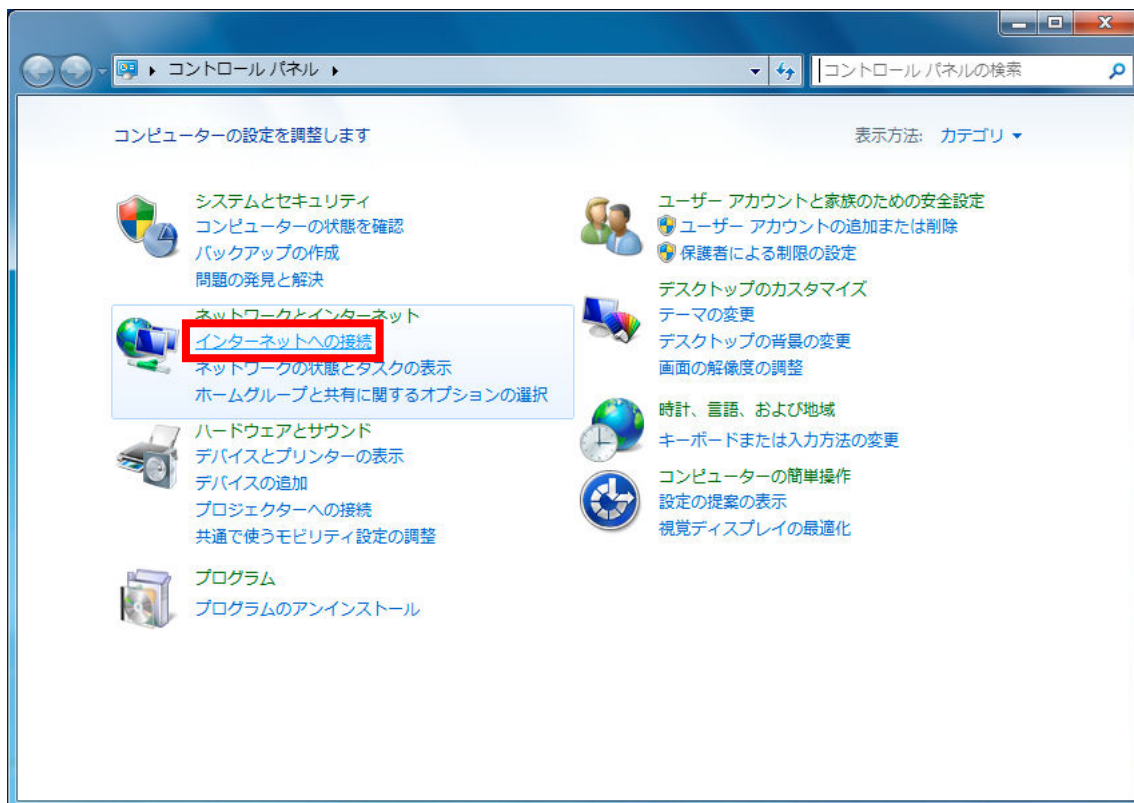 コントロール パネル
コントロール パネルの検索
コンピューターの設定を調整します
表示方法: カテゴリ
システムとセキュリティ
コンピューターの状態を確認
バックアップの作成
問題の発見と解決
ネットワークとインターネット
インターネットへの接続
ネットワークの状態とタスクの表示
ホームグループと共有に関するオプションの選択
ハードウェアとサウンド
デバイスとプリンターの表示
デバイスの追加
プロジェクターへの接続
共通で使うモビリティ設定の調整
プログラム
プログラムのアンインストール
ユーザー アカウントと家族のための安全設定
ユーザー アカウントの追加または削除
保護者による制限の設定
デスクトップのカスタマイズ
テーマの変更
デスクトップの背景の変更
画面の解像度の調整
時計、言語、および地域
キーボードまたは入力方法の変更
コンピューターの簡単操作
設定の提案の表示
視覚ディスプレイの最適化